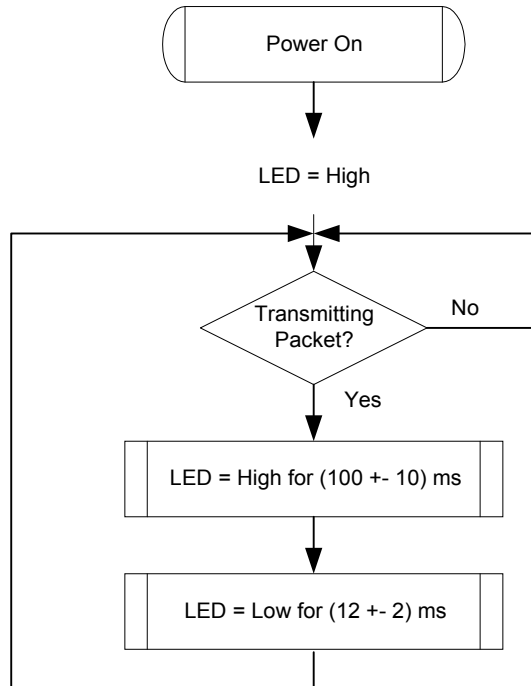 Power On
LED = High
Transmitting
Packet?
No
Yes
LED = High for (100 +- 10) ms
LED = Low for (12 +- 2) ms